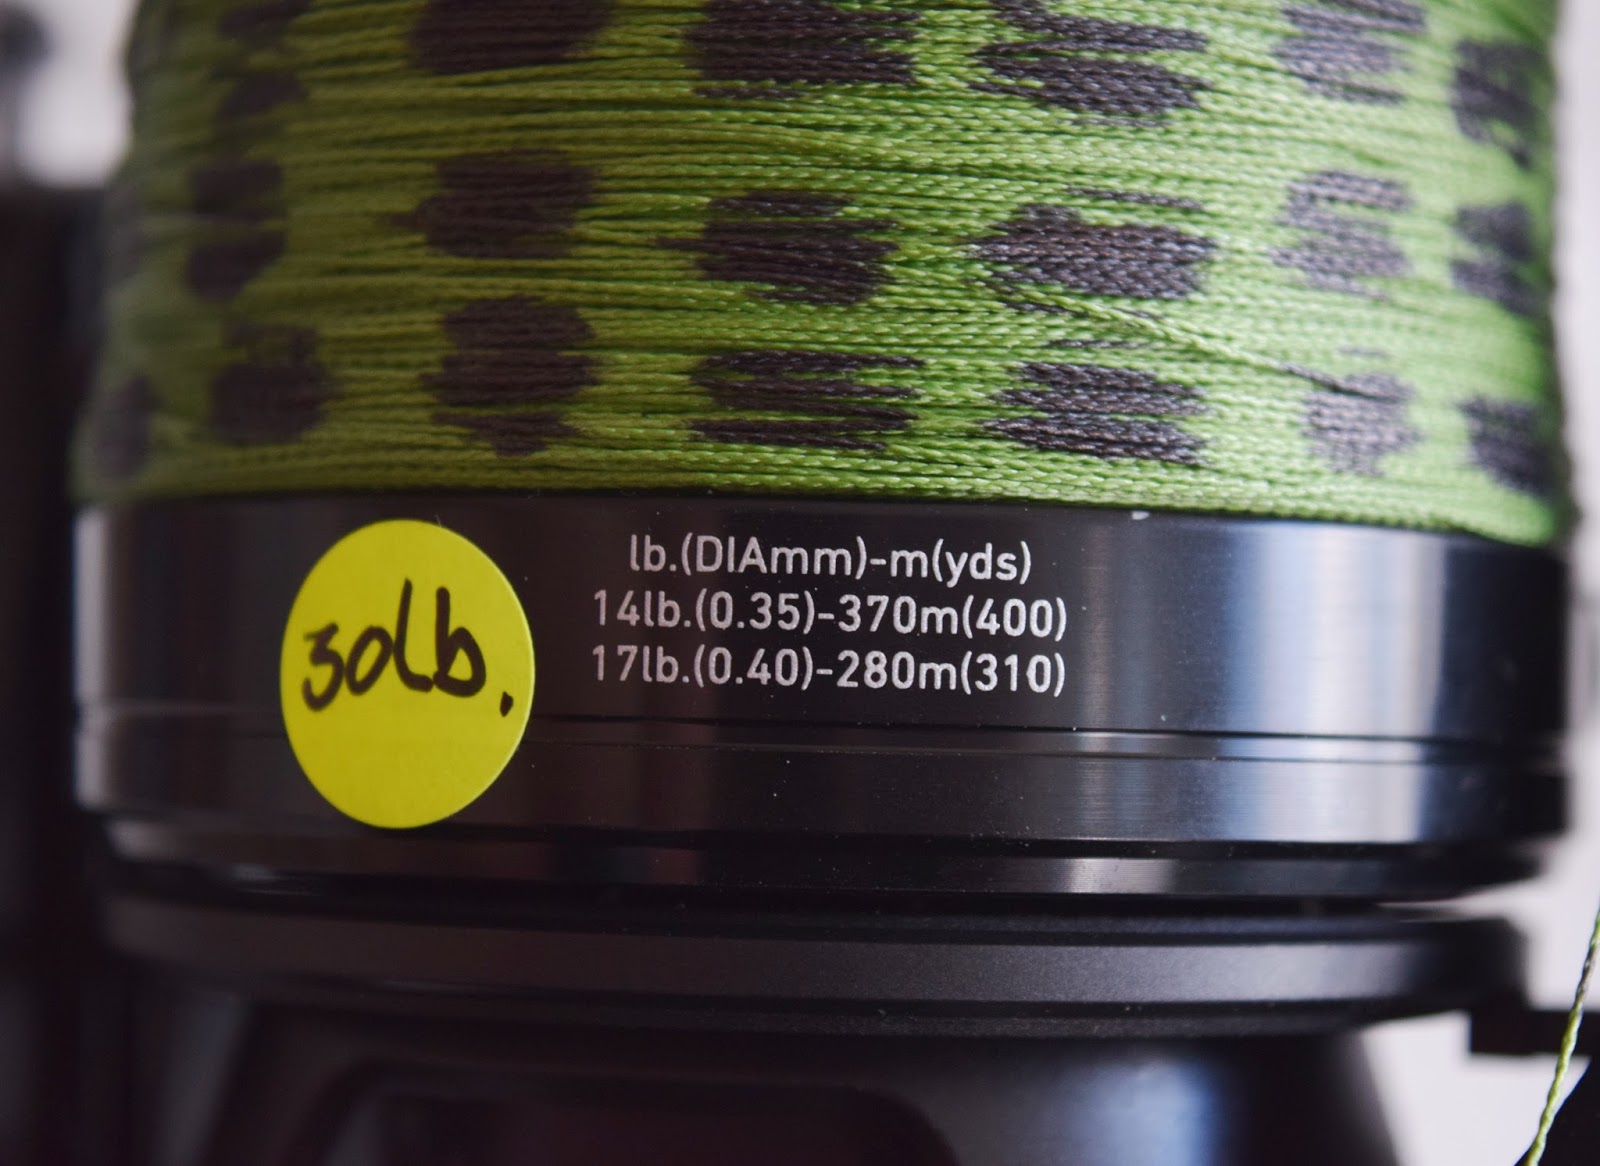 30lb.
lb.(DIAmm)-m(yds)
14lb.(0.35)-370m(400)
17lb.(0.40)-280m(310)